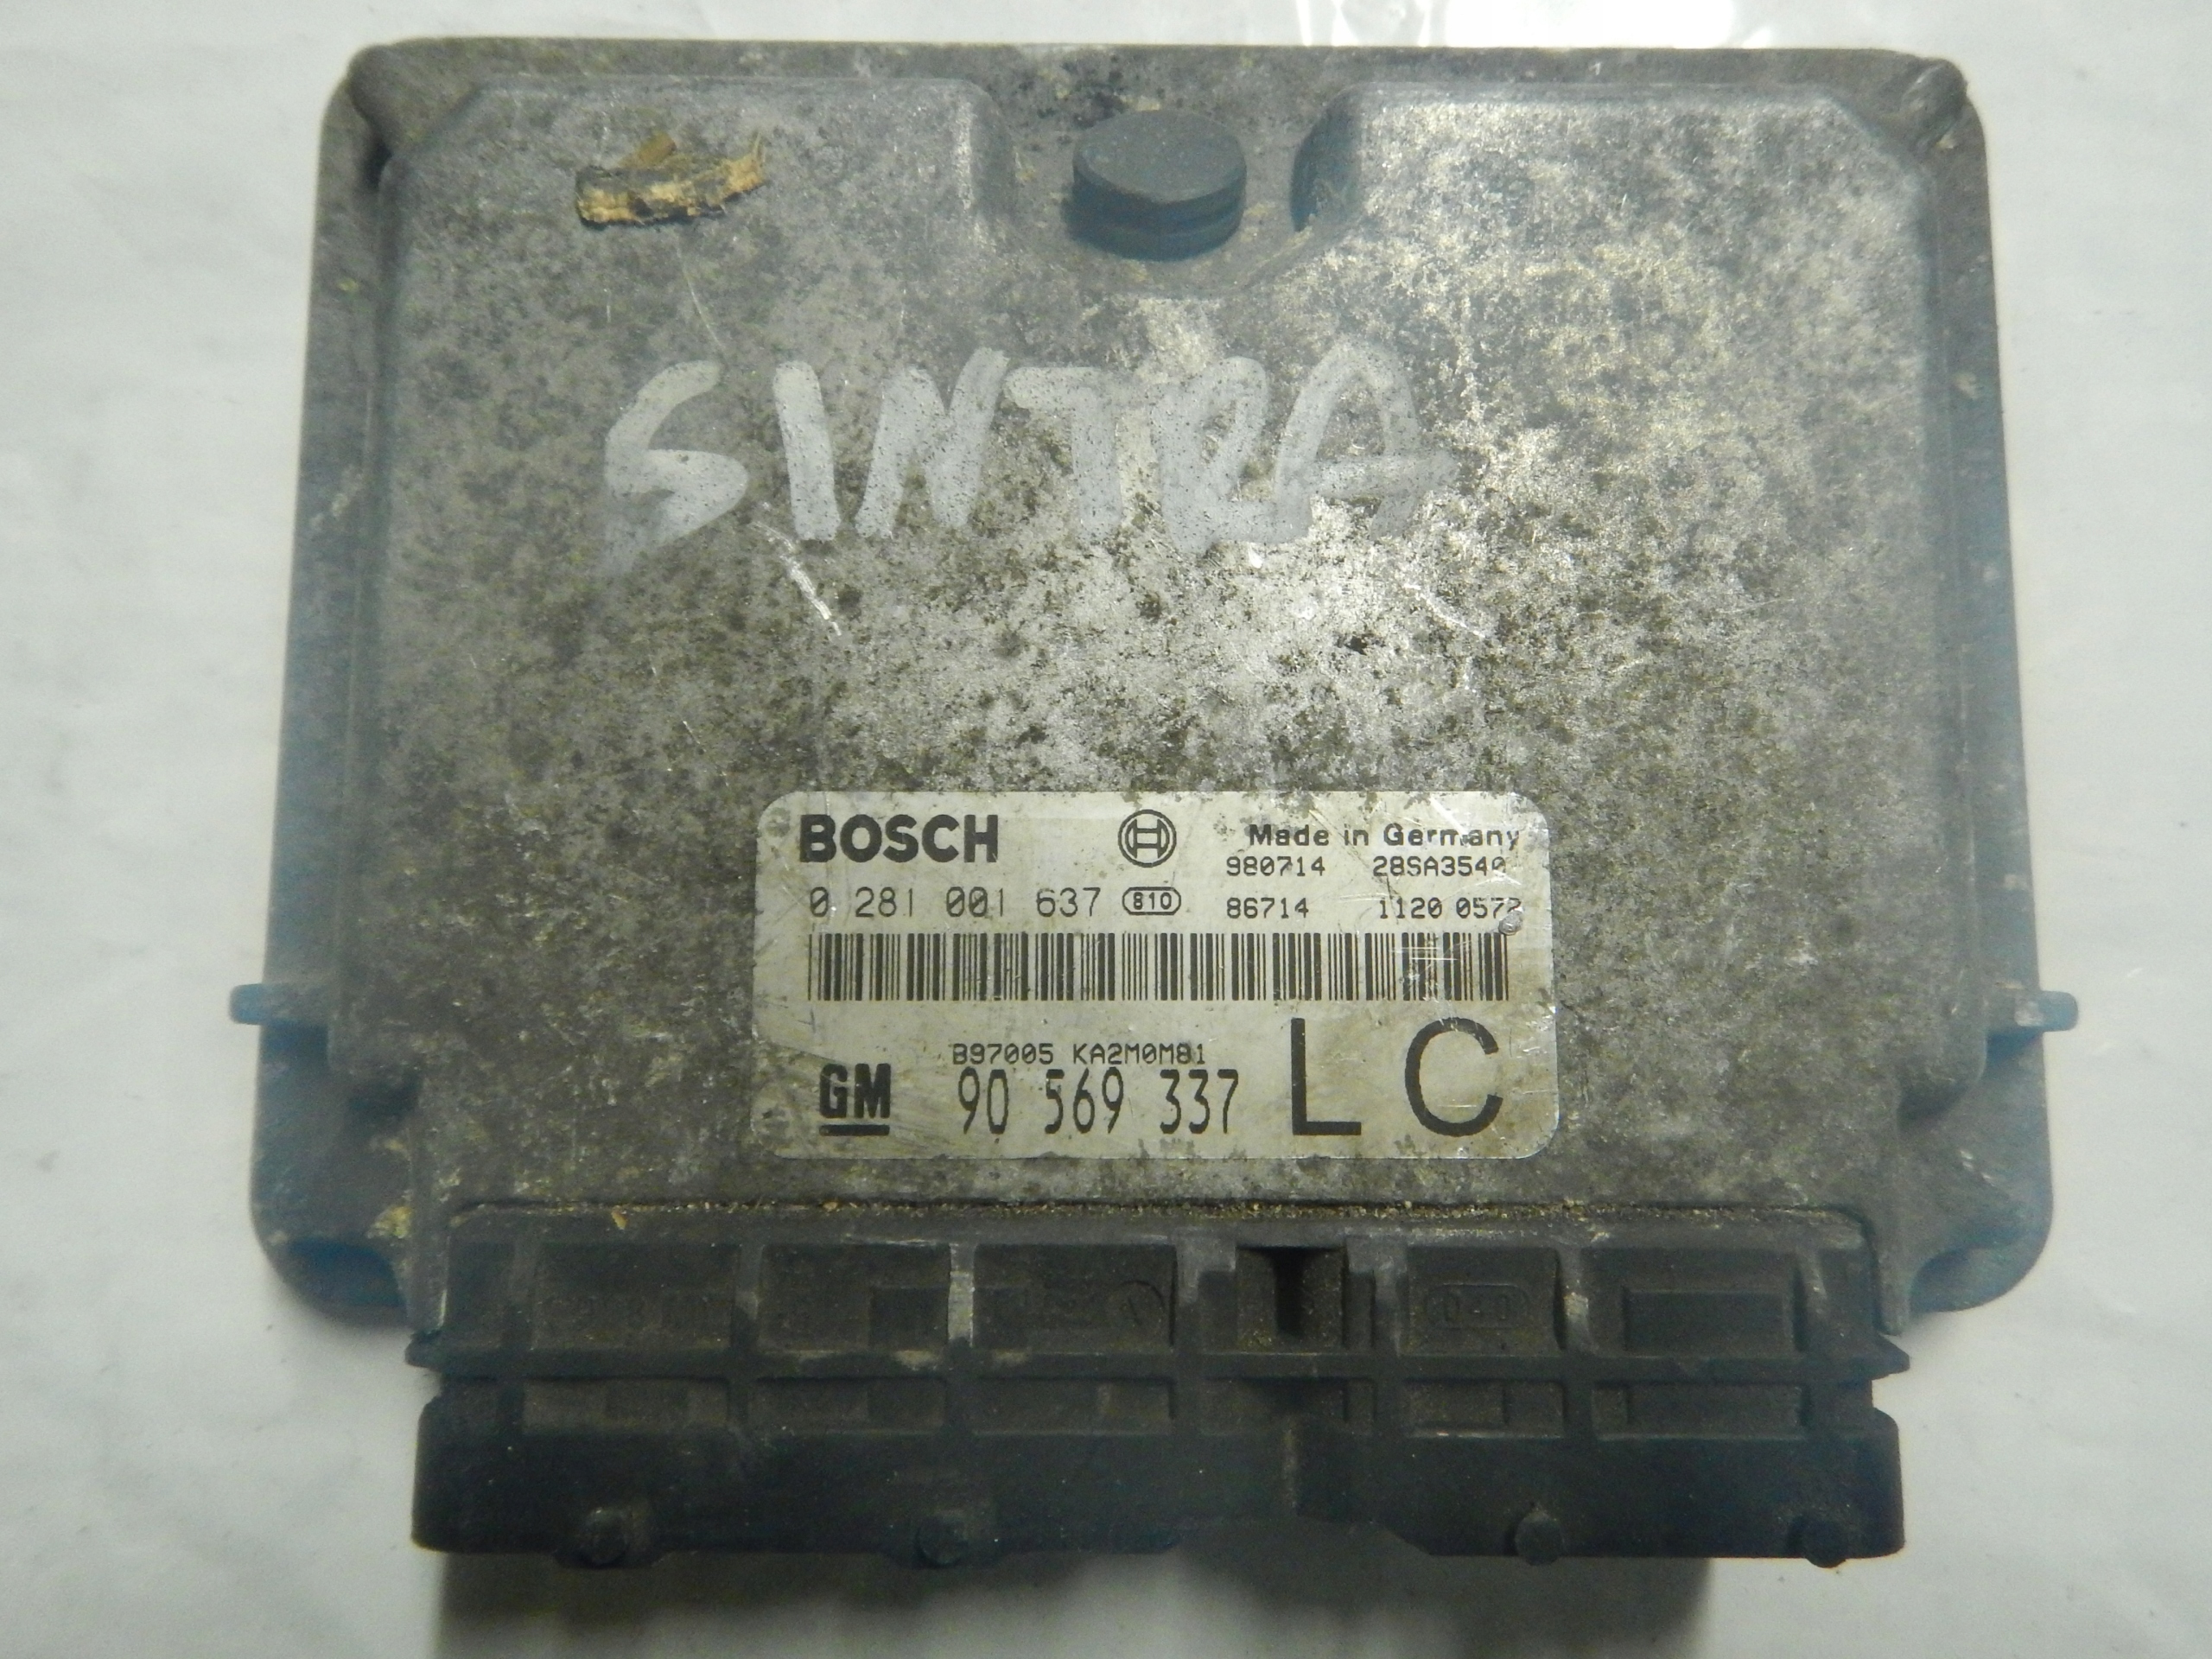 SINTRA
BOSCH Made in Germany
980714 28SA3540
0 281 001 637 810 86714 1120
B97005 KA2M0M81
GM 90 569 337 LC